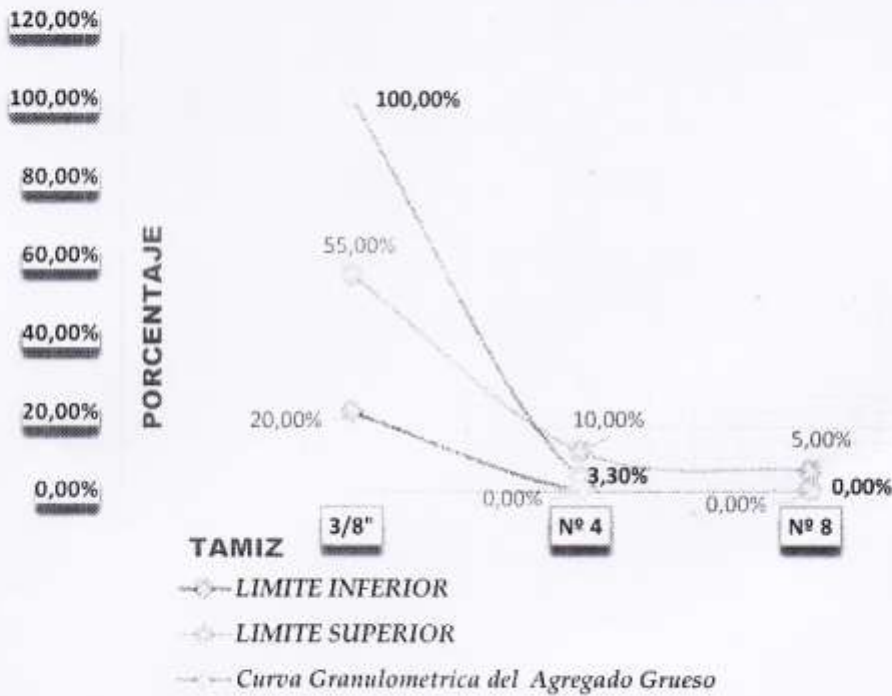 120,00%
100,00%
100,00%
80,00%
55,00%
60,00%
40,00%
20,00%
20,00%
10,00%
5,00%
3,30%
0,00%
0,00%
0,00%
0,00%
PORCENTAJE
3/8"
Nº 4
Nº 8
TAMIZ
LIMITE INFERIOR
LIMITE SUPERIOR
Curva Granulometrica del Agregado Grueso